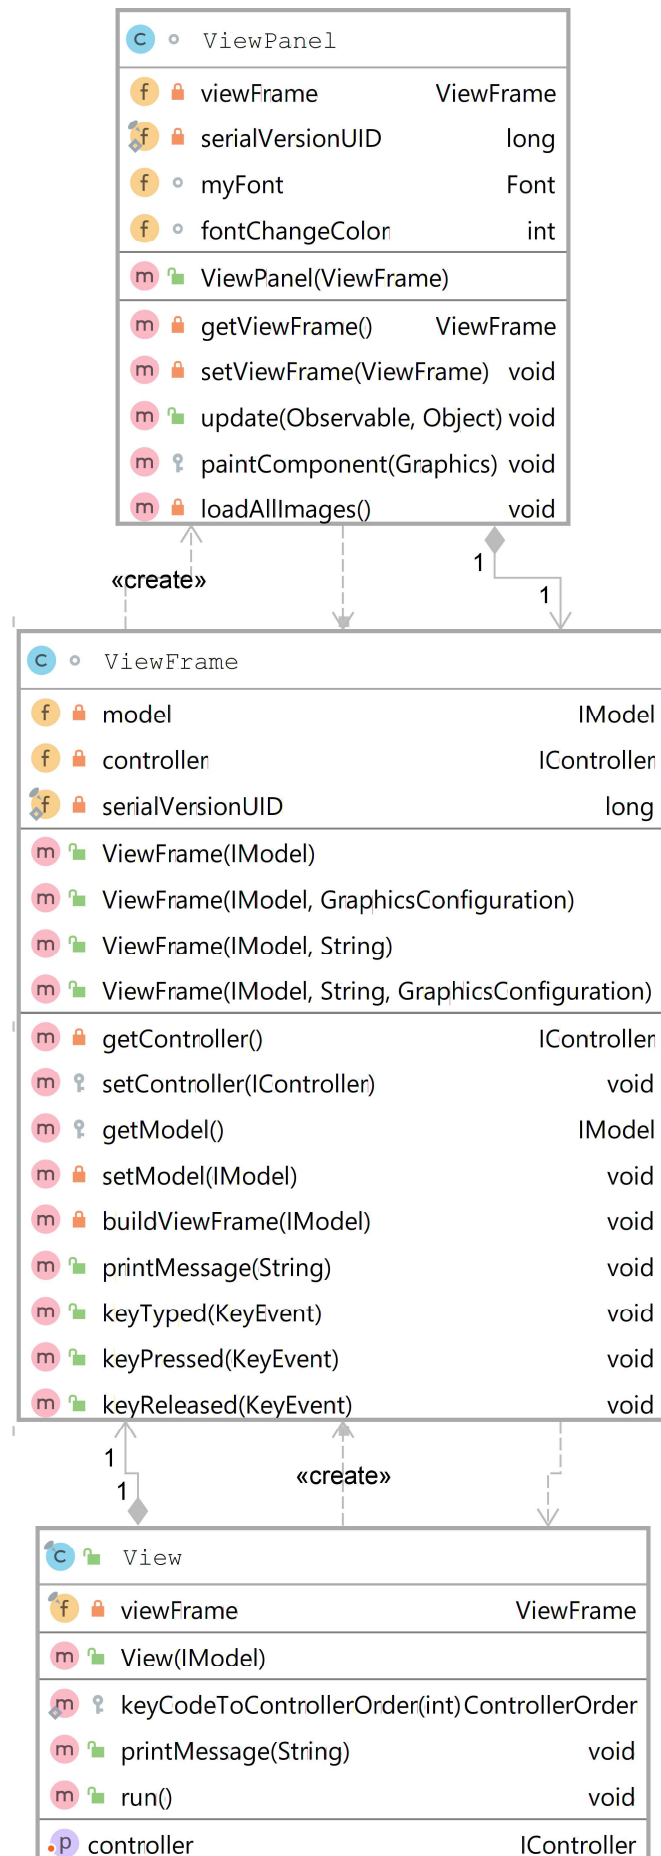 C ViewPanel
f viewFrame ViewFrame
f serialVersionUID long
f myFont Font
f fontChangeColor int
m ViewPanel(ViewFrame)
m getViewFrame() ViewFrame
m setViewFrame(ViewFrame) void
m update(Observable, Object) void
m paintComponent(Graphics) void
m loadAllImages() void
«create»
1
1
C ViewFrame
f model IModel
f controller IController
f serialVersionUID long
m ViewFrame(IModel)
m ViewFrame(IModel, GraphicsConfiguration)
m ViewFrame(IModel, String)
m ViewFrame(IModel, String, GraphicsConfiguration)
m getController() IController
m setController(IController) void
m getModel() IModel
m setModel(IModel) void
m buildViewFrame(IModel) void
m printMessage(String) void
m keyTyped(KeyEvent) void
m keyPressed(KeyEvent) void
m keyReleased(KeyEvent) void
1
«create»
1
C View
f viewFrame ViewFrame
m View(IModel)
m keyCodeToControllerOrder(int) ControllerOrder
m printMessage(String) void
m run() void
p controller IController